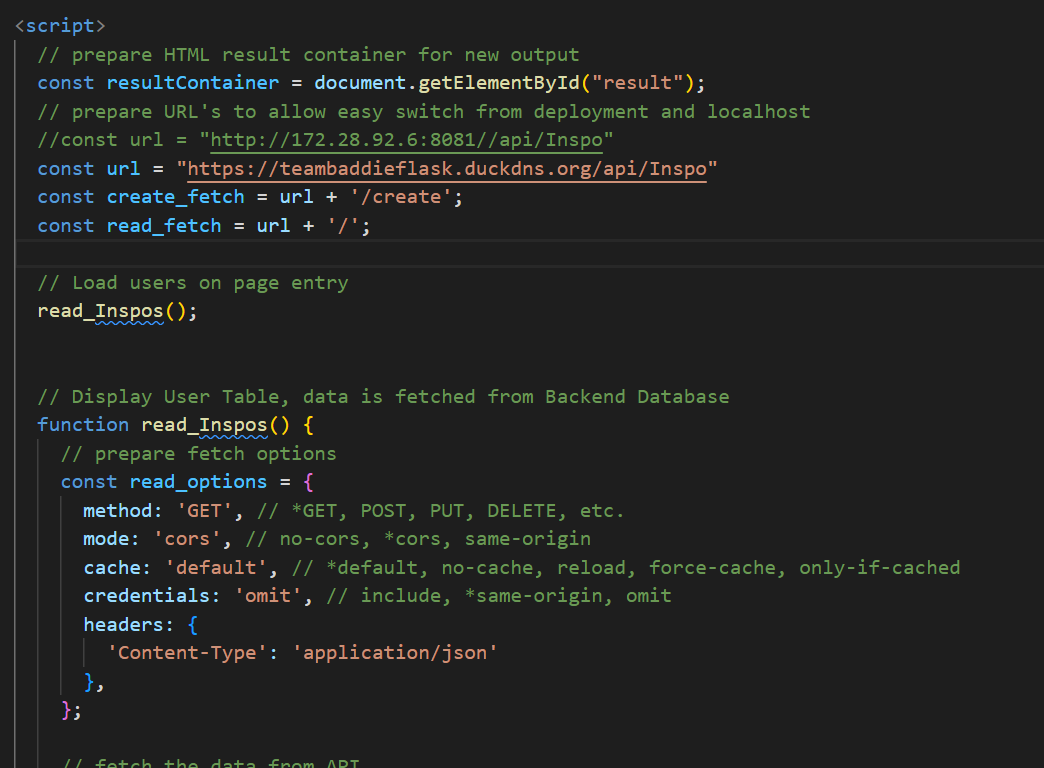 <script>
// prepare HTML result container for new output
const resultContainer = document.getElementById("result");
// prepare URL's to allow easy switch from deployment and localhost
//const url = "http://172.28.92.6:8081//api/Inspo"
const url = "https://teambaddieflask.duckdns.org/api/Inspo"
const create_fetch = url + '/create';
const read_fetch = url + '/';
// Load users on page entry
read_Inspos();
// Display User Table, data is fetched from Backend Database
function read_Inspos() {
// prepare fetch options
const read_options = {
method: 'GET', // *GET, POST, PUT, DELETE, etc.
mode: 'cors', // no-cors, *cors, same-origin
cache: 'default', // *default, no-cache, reload, force-cache, only-if-cached
credentials: 'omit', // include, *same-origin, omit
headers: {
'Content-Type': 'application/json'
},
};
// fetch the data from API